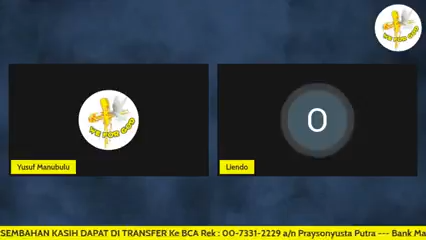 WE FOR GOD
WE FOR GOD
O
Yusuf Manubulu
Liendo
SEMBAHAN KASIH DAPAT DI TRANSFER Ke BCA Rek : 00-7331-2229 a/n Praysonyusta Putra --- Bank Ma